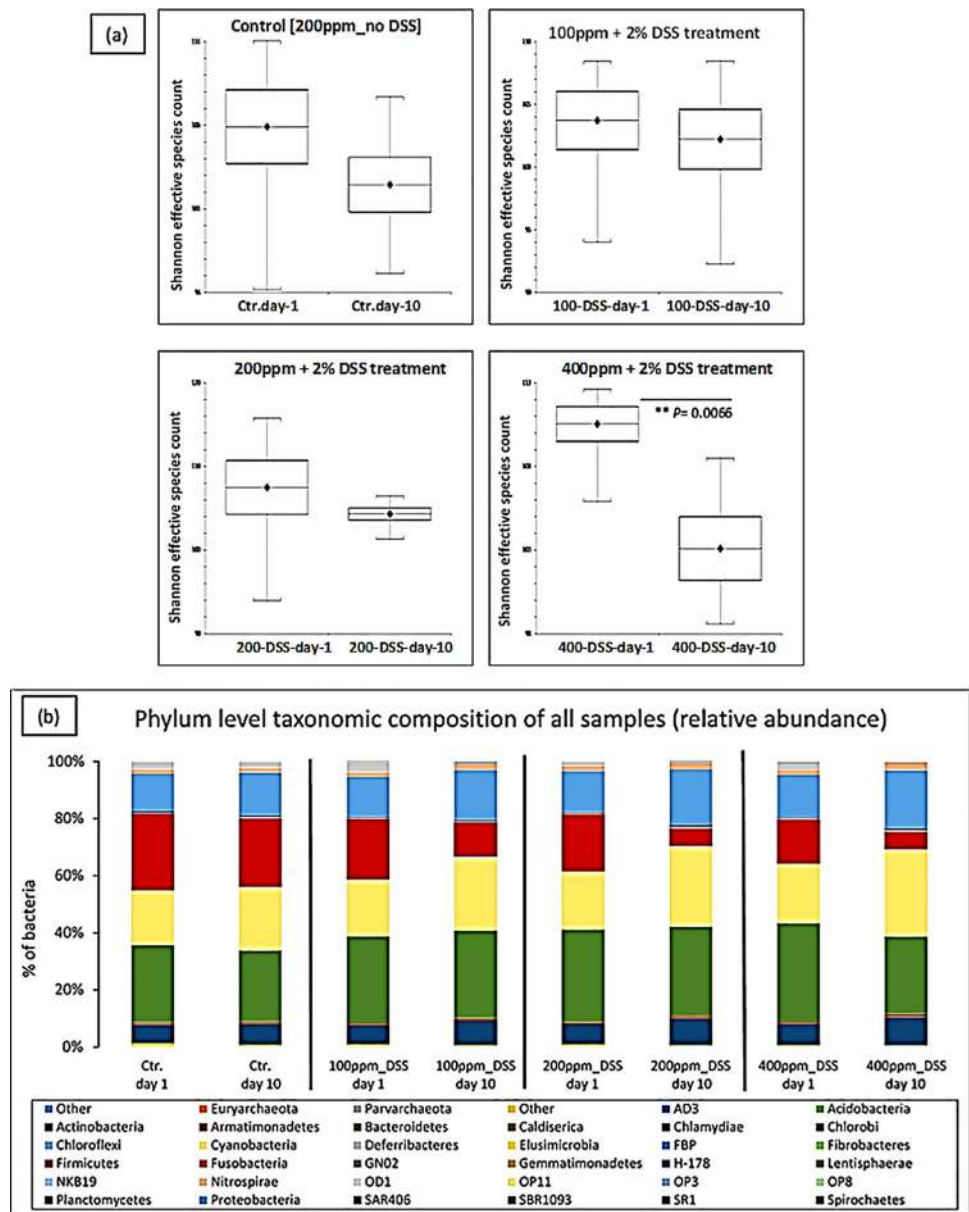 (a)
Control [200ppm_no DSS]
Shannon effective species count
Ctr.day-1 Ctr.day-10
100ppm + 2% DSS treatment
Shannon effective species count
100-DSS-day-1 100-DSS-day-10
200ppm + 2% DSS treatment
Shannon effective species count
200-DSS-day-1 200-DSS-day-10
400ppm + 2% DSS treatment
** P= 0.0066
Shannon effective species count
400-DSS-day-1 400-DSS-day-10
(b)
Phylum level taxonomic composition of all samples (relative abundance)
% of bacteria
100%
80%
60%
40%
20%
0%
Ctr. Ctr. 100ppm_DSS 100ppm_DSS 200ppm_DSS 200ppm_DSS 400ppm_DSS 400ppm_DSS
day 1 day 10 day 1 day 10 day 1 day 10 day 1 day 10
Other Euryarchaeota Parvarchaeota Other AD3 Acidobacteria
Actinobacteria Armatimonadetes Bacteroidetes Caldiserica Chlamydiae Chlorobi
Chloroflexi Cyanobacteria Deferribacteres Elusimicrobia FBP Fibrobacteres
Firmicutes Fusobacteria GN02 Gemmatimonadetes H-178 Lentisphaerae
NKB19 Nitrospirae OD1 OP11 OP3 OP8
Planctomycetes Proteobacteria SAR406 SBR1093 SR1 Spirochaetes